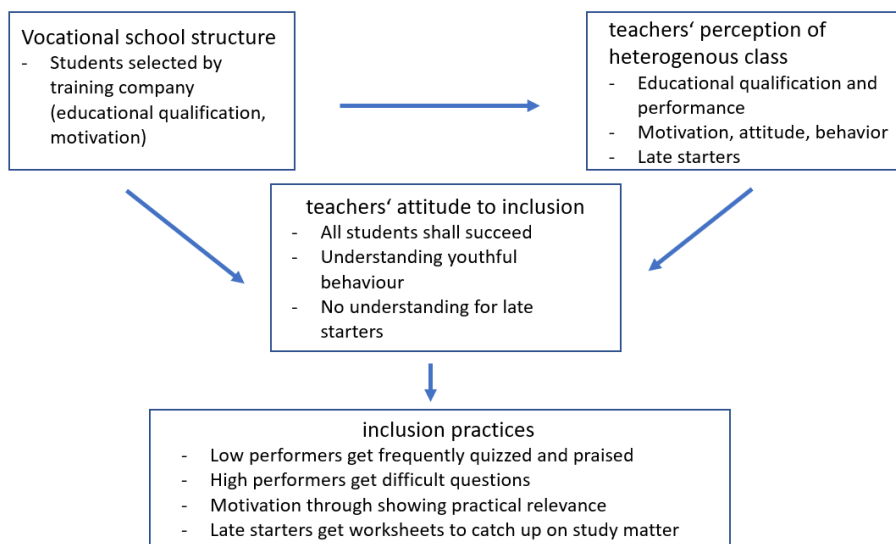 Vocational school structure
- Students selected by
training company
(educational qualification,
motivation)
teachers‘ perception of
heterogenous class
- Educational qualification and
performance
- Motivation, attitude, behavior
- Late starters
teachers‘ attitude to inclusion
- All students shall succeed
- Understanding youthful
behaviour
- No understanding for late
starters
inclusion practices
- Low performers get frequently quizzed and praised
- High performers get difficult questions
- Motivation through showing practical relevance
- Late starters get worksheets to catch up on study matter